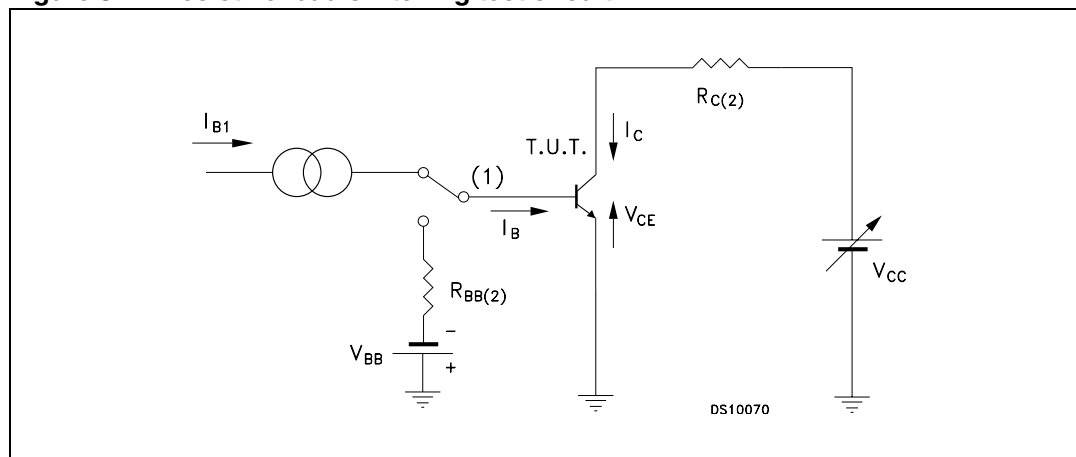 I_B1
T.U.T.
I_C
R_C(2)
(1)
I_B
V_CE
V_CC
R_BB(2)
V_BB
-
+
DS10070